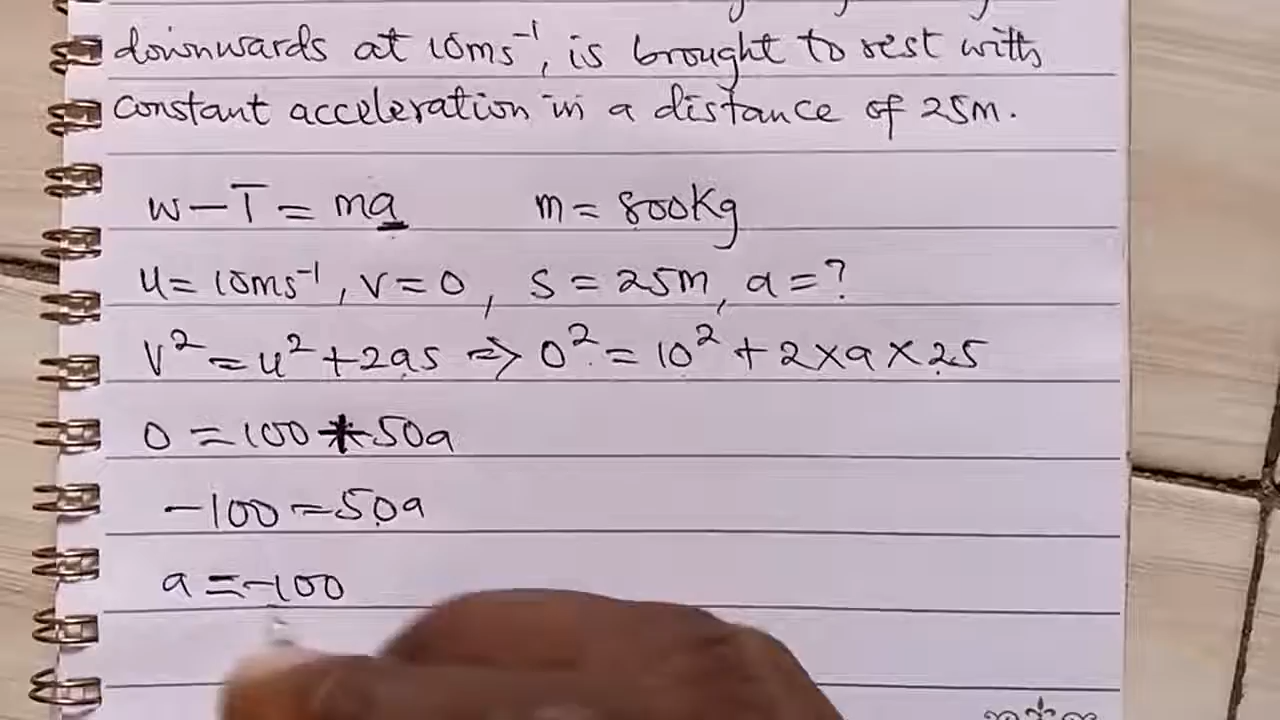 downwards at 10ms⁻¹, is brought to rest with
constant acceleration in a distance of 25m.
W – T = ma m = 800Kg
u = 10ms⁻¹, v = 0, s = 25m, a = ?
v² = u² + 2as => 0² = 10² + 2 x a x 25
0 = 100 + 50a
-100 = 50a
a = -100